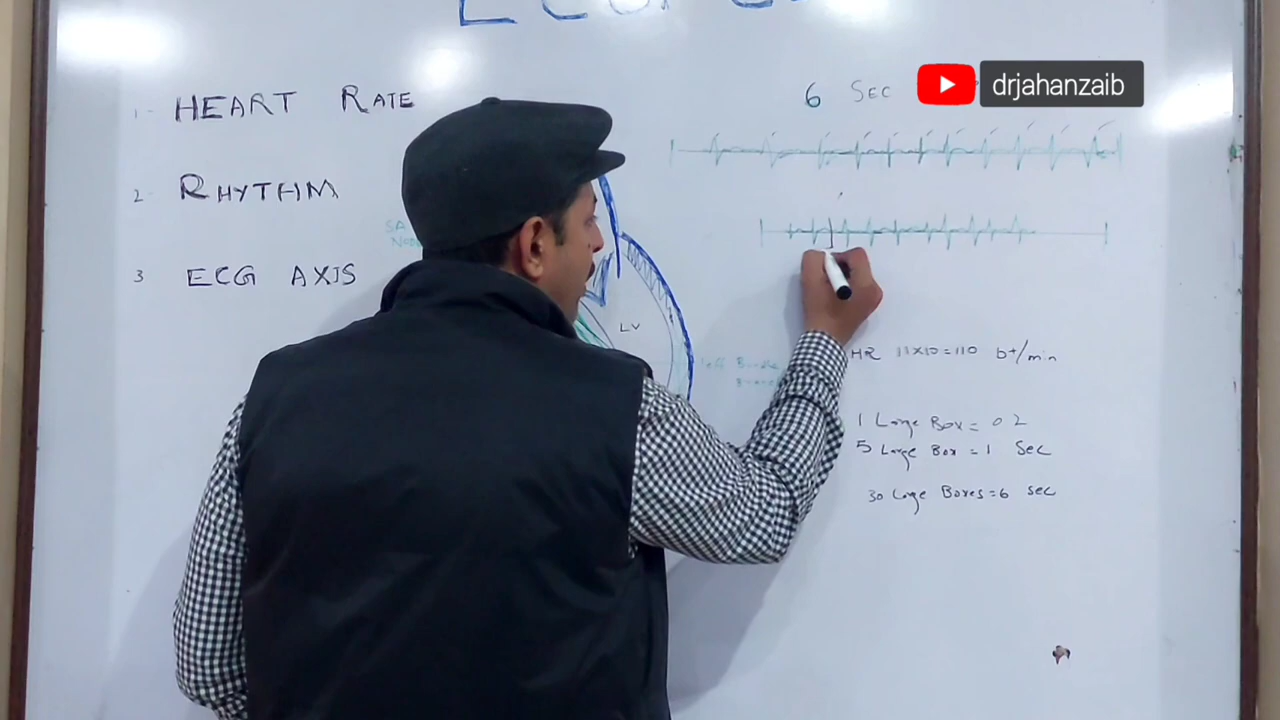 drjahanzaib
1- HEART RATE
2- RHYTHM
3 ECG AXIS
6 SEC
SA
NODE
LV
Left Bundle
HR 11x10=110 bt/min
1 Large Box = 0 2
5 Large Box = 1 Sec
30 Large Boxes = 6 sec